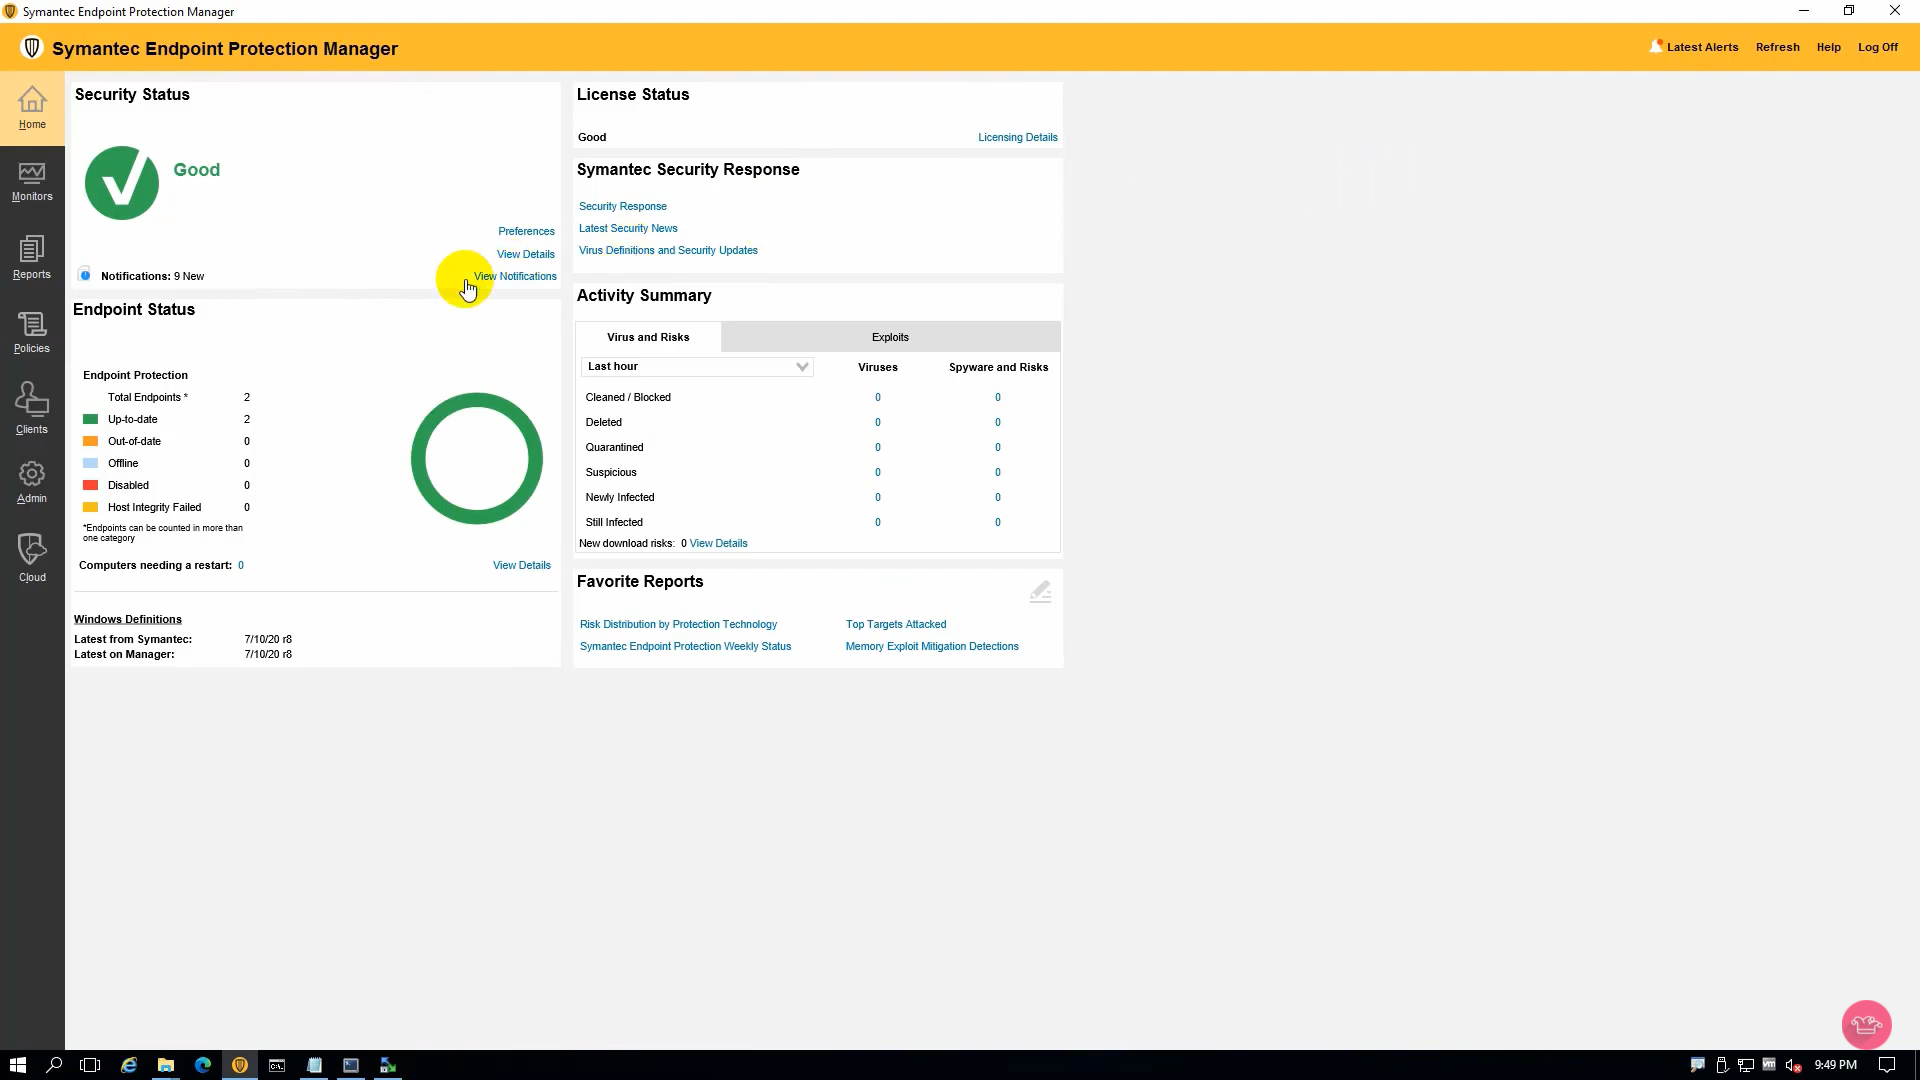 Symantec Endpoint Protection Manager
Symantec Endpoint Protection Manager
Latest Alerts Refresh Help Log Off
Home
Monitors
Reports
Policies
Clients
Admin
Cloud
Security Status
Good
Preferences
View Details
Notifications: 9 New View Notifications
Endpoint Status
Endpoint Protection
Total Endpoints * 2
Up-to-date 2
Out-of-date 0
Offline 0
Disabled 0
Host Integrity Failed 0
*Endpoints can be counted in more than
one category
Computers needing a restart: 0 View Details
Windows Definitions
Latest from Symantec: 7/10/20 r8
Latest on Manager: 7/10/20 r8
License Status
Good Licensing Details
Symantec Security Response
Security Response
Latest Security News
Virus Definitions and Security Updates
Activity Summary
Virus and Risks Exploits
Last hour Viruses Spyware and Risks
Cleaned / Blocked 0 0
Deleted 0 0
Quarantined 0 0
Suspicious 0 0
Newly Infected 0 0
Still Infected 0 0
New download risks: 0 View Details
Favorite Reports
Risk Distribution by Protection Technology Top Targets Attacked
Symantec Endpoint Protection Weekly Status Memory Exploit Mitigation Detections
9:49 PM